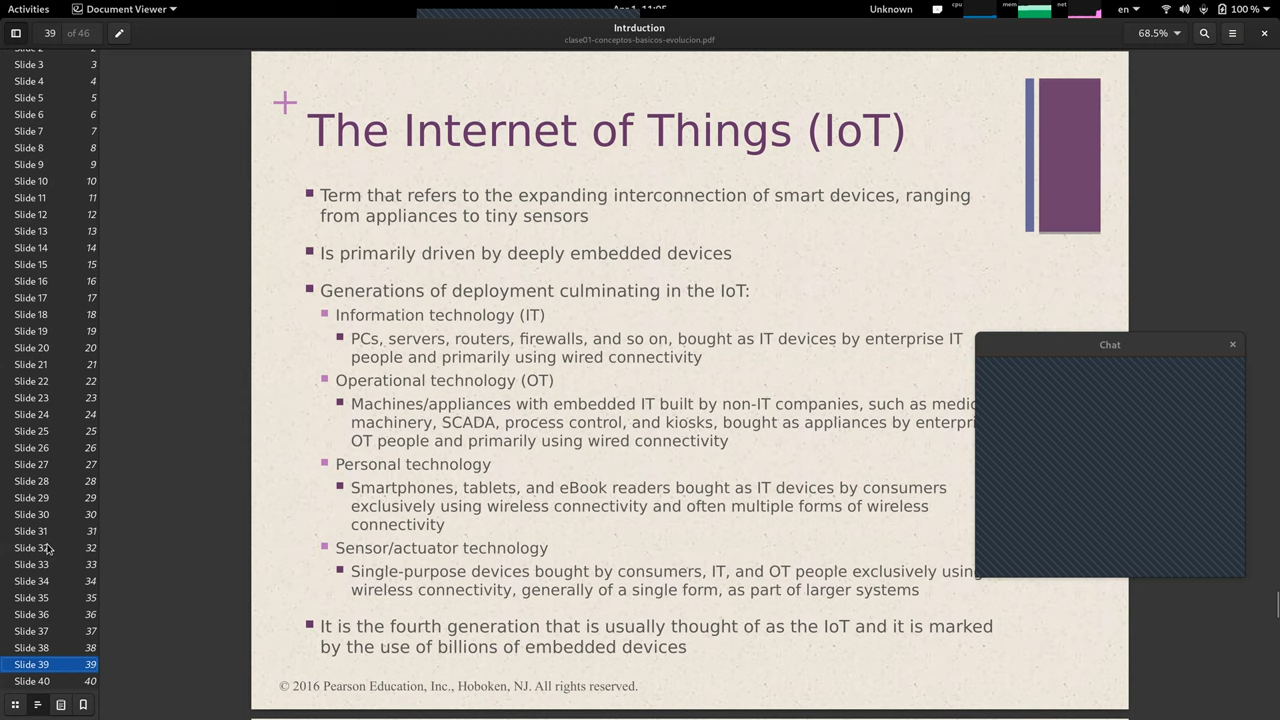 Activities
Document Viewer
Unknown
cpu
mem
net
en
100 %
39 of 46
Intrduction
clase01-conceptos-basicos-evolucion.pdf
68.5%
Slide 3 3
Slide 4 4
Slide 5 5
Slide 6 6
Slide 7 7
Slide 8 8
Slide 9 9
Slide 10 10
Slide 11 11
Slide 12 12
Slide 13 13
Slide 14 14
Slide 15 15
Slide 16 16
Slide 17 17
Slide 18 18
Slide 19 19
Slide 20 20
Slide 21 21
Slide 22 22
Slide 23 23
Slide 24 24
Slide 25 25
Slide 26 26
Slide 27 27
Slide 28 28
Slide 29 29
Slide 30 30
Slide 31 31
Slide 32 32
Slide 33 33
Slide 34 34
Slide 35 35
Slide 36 36
Slide 37 37
Slide 38 38
Slide 39 39
Slide 40 40
+
The Internet of Things (IoT)
Term that refers to the expanding interconnection of smart devices, ranging
from appliances to tiny sensors
Is primarily driven by deeply embedded devices
Generations of deployment culminating in the IoT:
Information technology (IT)
PCs, servers, routers, firewalls, and so on, bought as IT devices by enterprise IT
people and primarily using wired connectivity
Operational technology (OT)
Machines/appliances with embedded IT built by non-IT companies, such as
machinery, SCADA, process control, and kiosks, bought as appliances by
OT people and primarily using wired connectivity
Personal technology
Smartphones, tablets, and eBook readers bought as IT devices by consumers
exclusively using wireless connectivity and often multiple forms of wireless
connectivity
Sensor/actuator technology
Single-purpose devices bought by consumers, IT, and OT people exclusively using
wireless connectivity, generally of a single form, as part of larger systems
It is the fourth generation that is usually thought of as the IoT and it is marked
by the use of billions of embedded devices
© 2016 Pearson Education, Inc., Hoboken, NJ. All rights reserved.
Chat